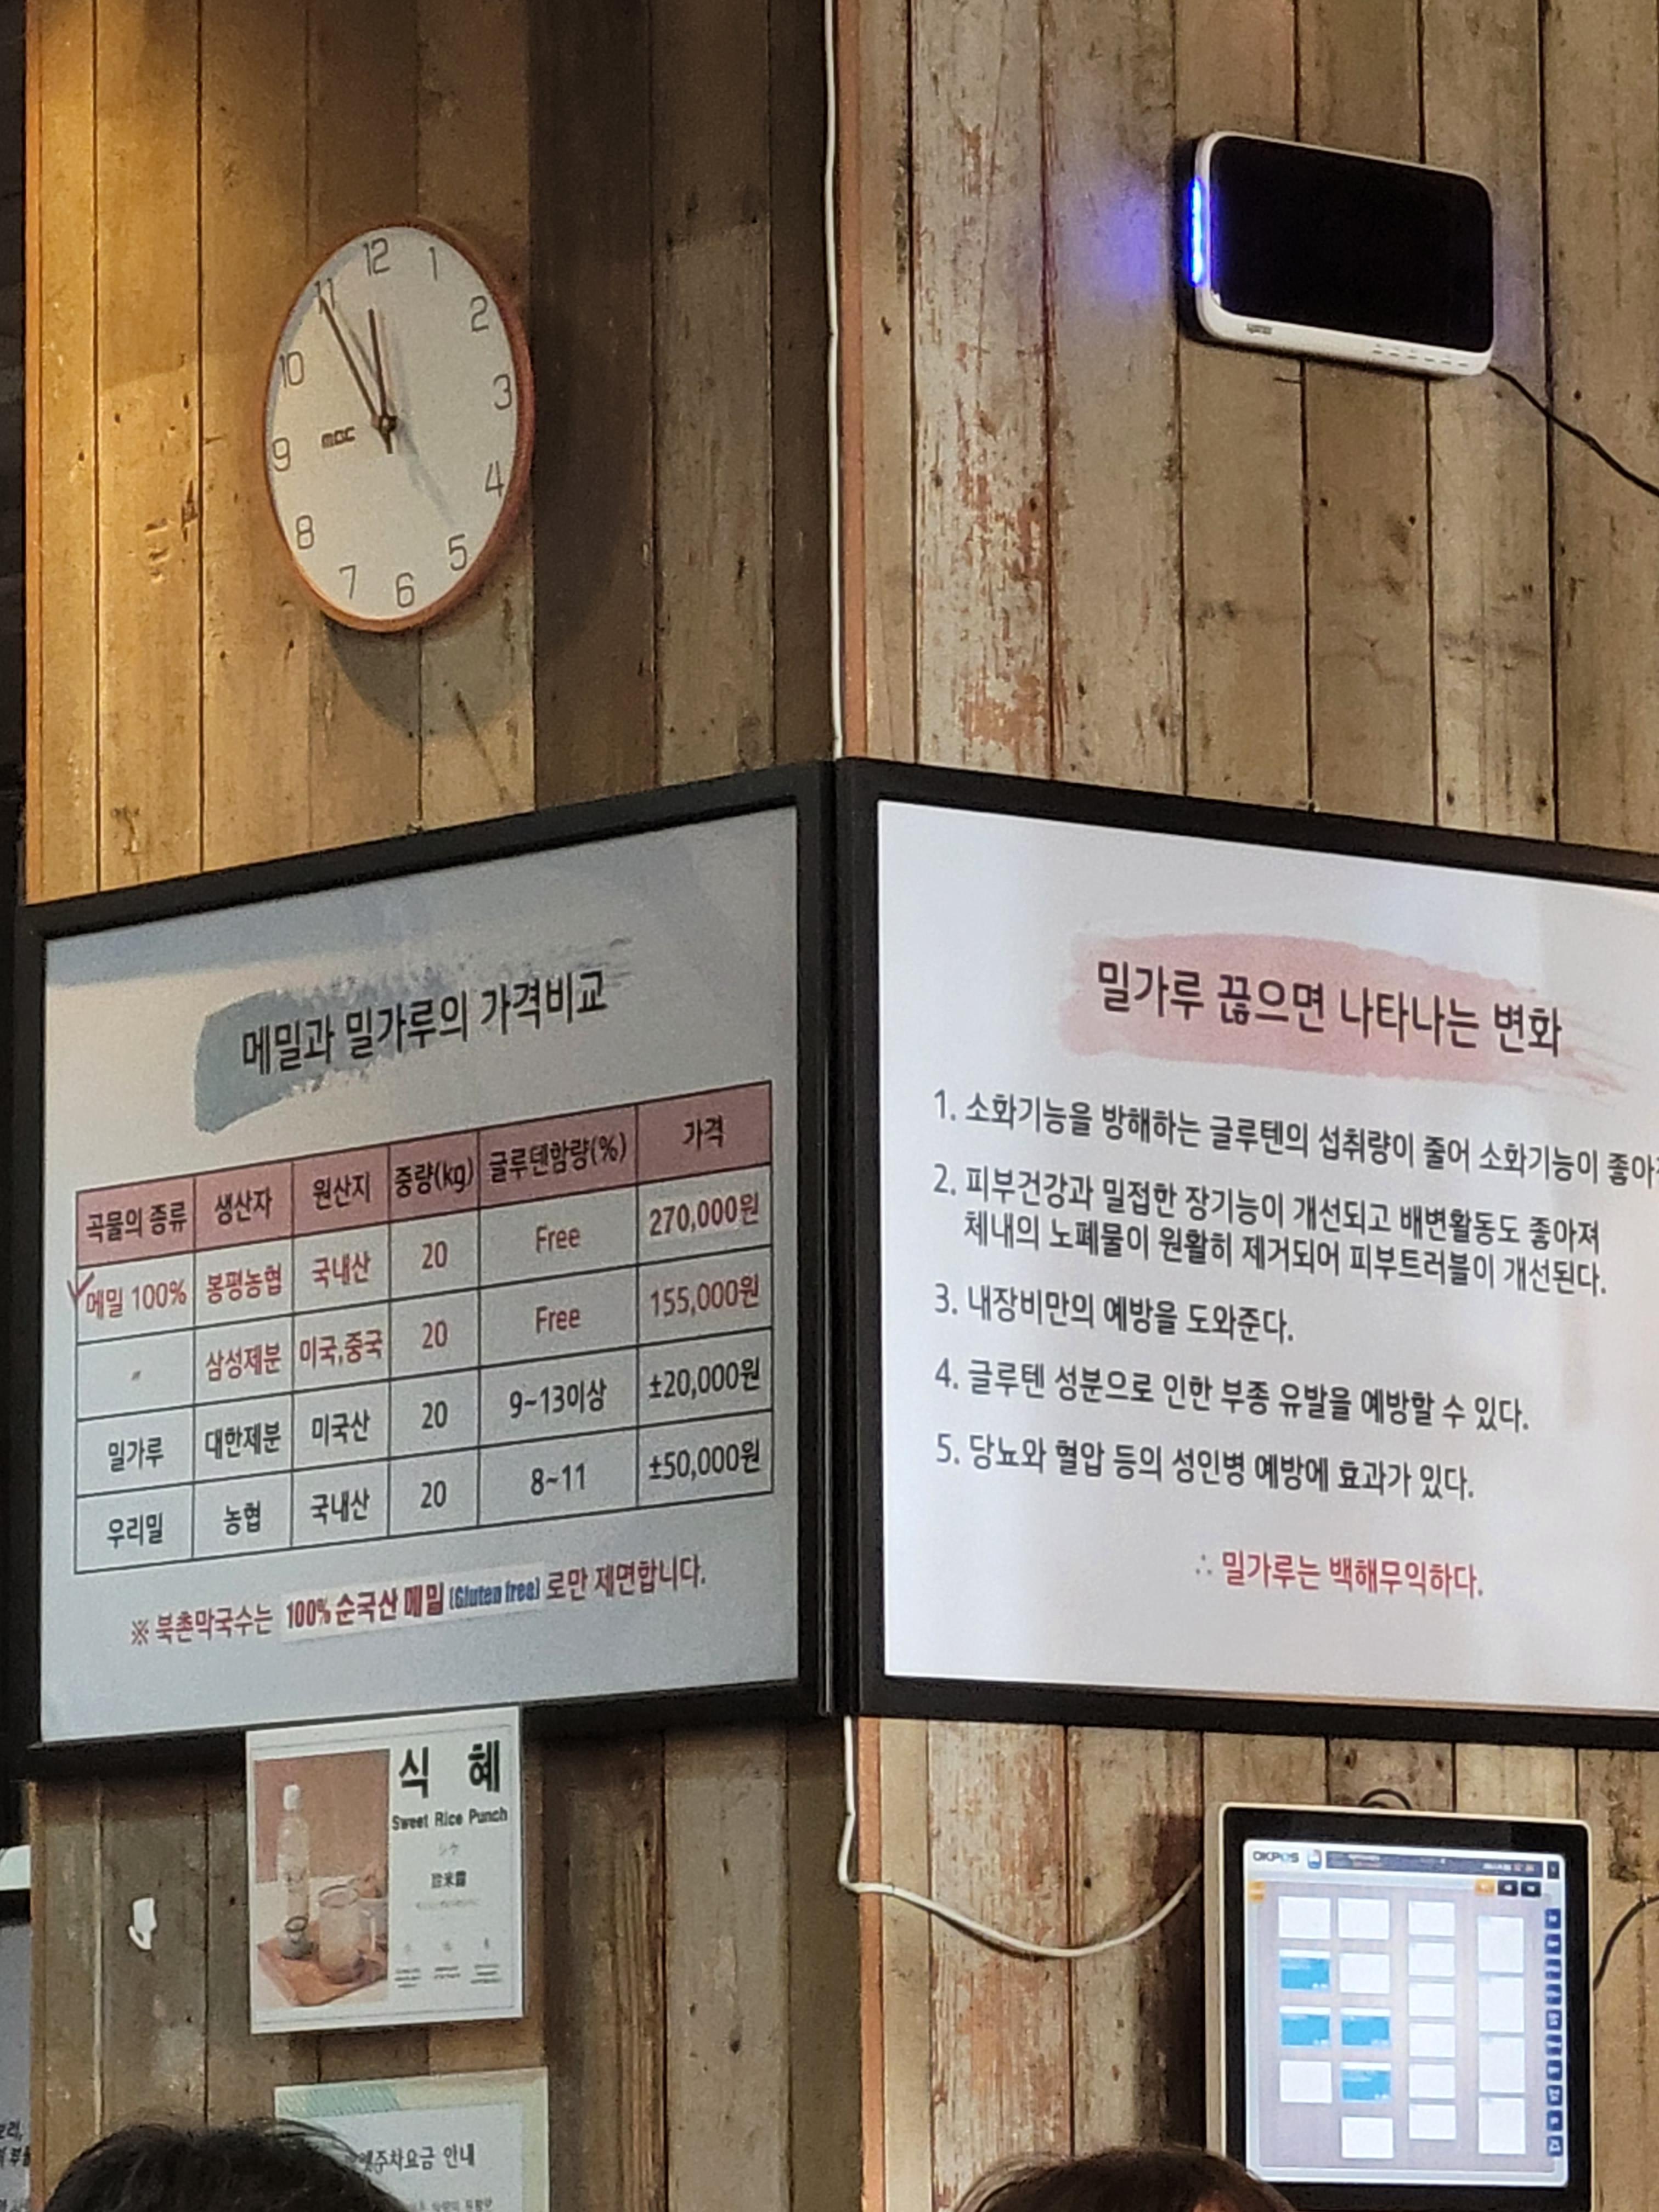 12
1
2
3
4
5
6
7
8
9
10
11
mbc
메밀과 밀가루의 가격비교
곡물의 종류 생산자 원산지 중량(kg) 글루텐함량(%) 가격
메밀 100% 봉평농협 국내산 20 Free 270,000원
〃 삼성제분 미국,중국 20 Free 155,000원
밀가루 대한제분 미국산 20 9~13이상 ±20,000원
우리밀 농협 국내산 20 8~11 ±50,000원
※ 북촌막국수는 100% 순국산 메밀 (Gluten free) 로만 제면합니다.
밀가루 끊으면 나타나는 변화
1. 소화기능을 방해하는 글루텐의 섭취량이 줄어 소화기능이 좋아
2. 피부건강과 밀접한 장기능이 개선되고 배변활동도 좋아져
체내의 노폐물이 원활히 제거되어 피부트러블이 개선된다.
3. 내장비만의 예방을 도와준다.
4. 글루텐 성분으로 인한 부종 유발을 예방할 수 있다.
5. 당뇨와 혈압 등의 성인병 예방에 효과가 있다.
∴ 밀가루는 백해무익하다.
식 혜
Sweet Rice Punch
シケ
OKPOS
주차요금 안내